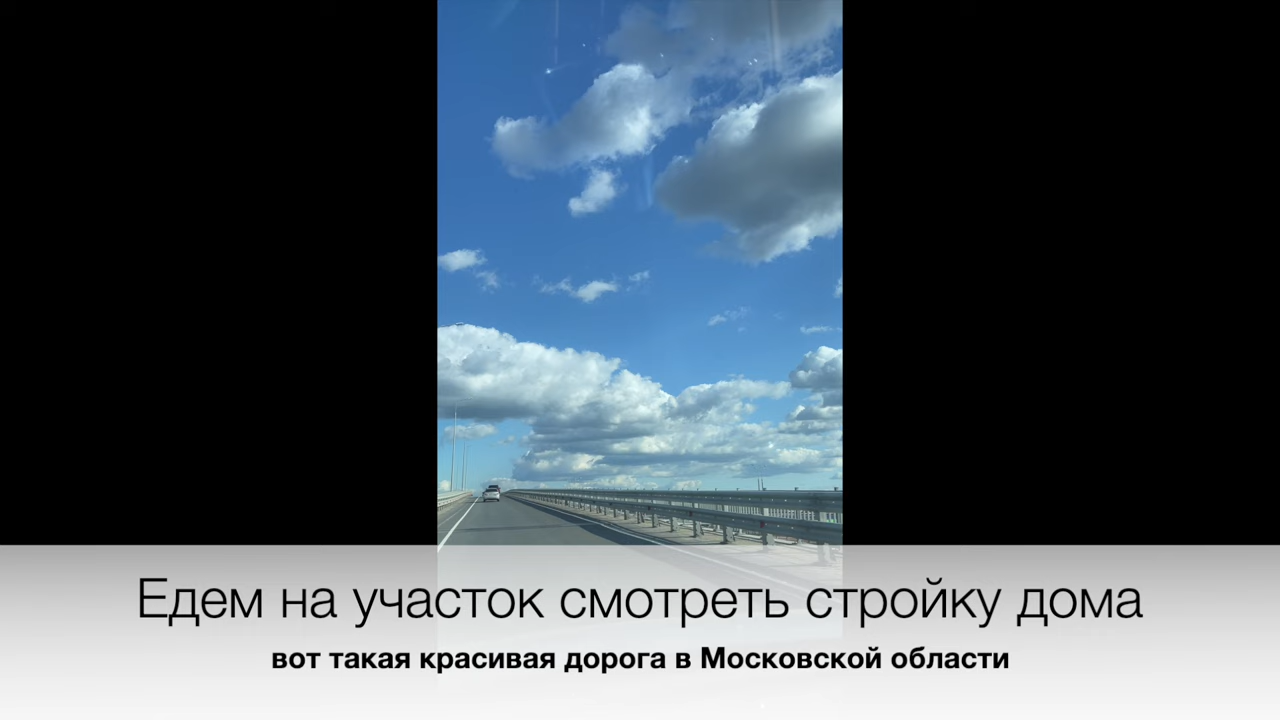 Едем на участок смотреть стройку дома
вот такая красивая дорога в Московской области